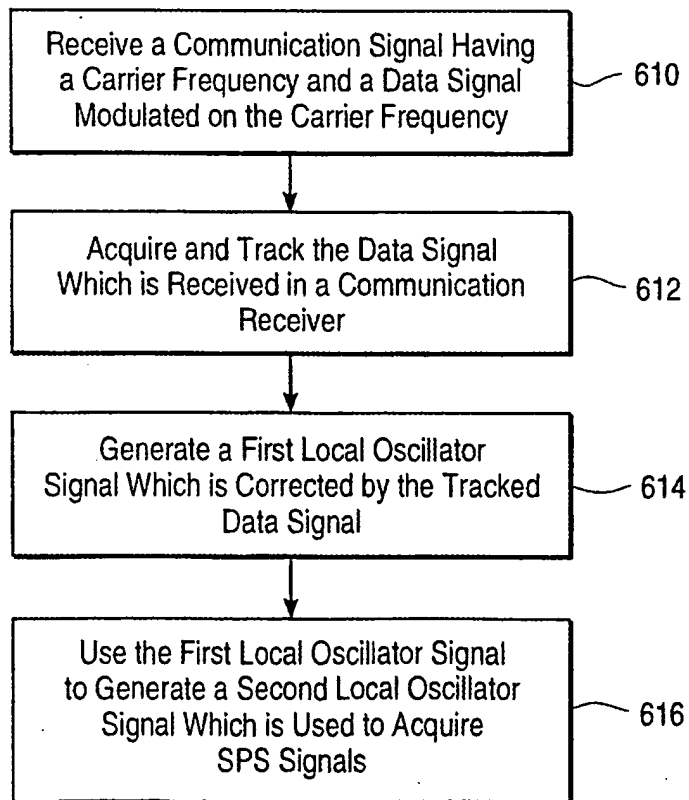 Receive a Communication Signal Having
a Carrier Frequency and a Data Signal
Modulated on the Carrier Frequency
610
Acquire and Track the Data Signal
Which is Received in a Communication
Receiver
612
Generate a First Local Oscillator
Signal Which is Corrected by the Tracked
Data Signal
614
Use the First Local Oscillator Signal
to Generate a Second Local Oscillator
Signal Which is Used to Acquire
SPS Signals
616